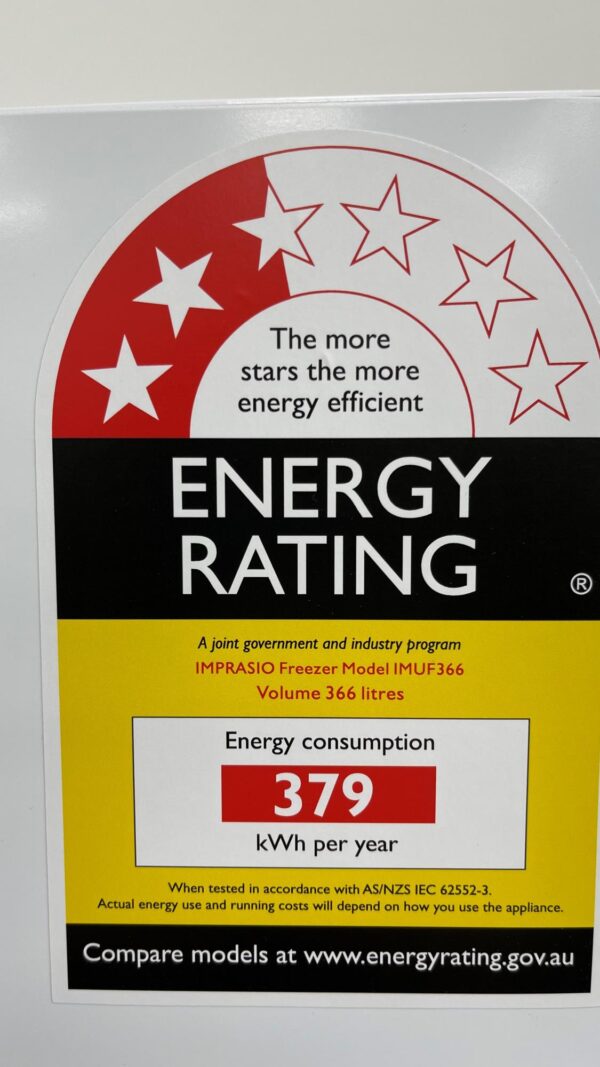 The more
stars the more
energy efficient
ENERGY
RATING ®
A joint government and industry program
IMPRASIO Freezer Model IMUF366
Volume 366 litres
Energy consumption
379
kWh per year
When tested in accordance with AS/NZS IEC 62552-3.
Actual energy use and running costs will depend on how you use the appliance.
Compare models at www.energyrating.gov.au